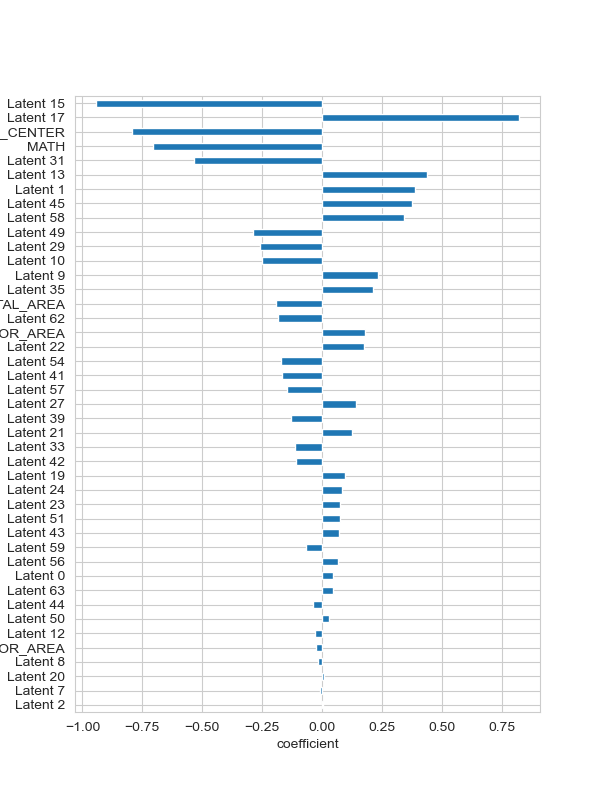 Latent 15
Latent 17
_CENTER
MATH
Latent 31
Latent 13
Latent 1
Latent 45
Latent 58
Latent 49
Latent 29
Latent 10
Latent 9
Latent 35
TAL_AREA
Latent 62
OR_AREA
Latent 22
Latent 54
Latent 41
Latent 57
Latent 27
Latent 39
Latent 21
Latent 33
Latent 42
Latent 19
Latent 24
Latent 23
Latent 51
Latent 43
Latent 59
Latent 56
Latent 0
Latent 63
Latent 44
Latent 50
Latent 12
OR_AREA
Latent 8
Latent 20
Latent 7
Latent 2
−1.00 −0.75 −0.50 −0.25 0.00 0.25 0.50 0.75
coefficient